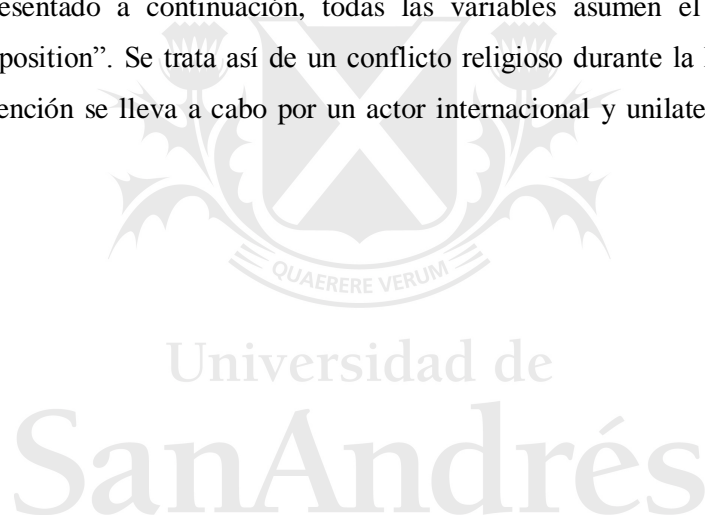 esentado a continuación, todas las variables asumen el
position”. Se trata así de un conflicto religioso durante la
ención se lleva a cabo por un actor internacional y unilate
QUAERERE VERUM
Universidad de
SanAndrés